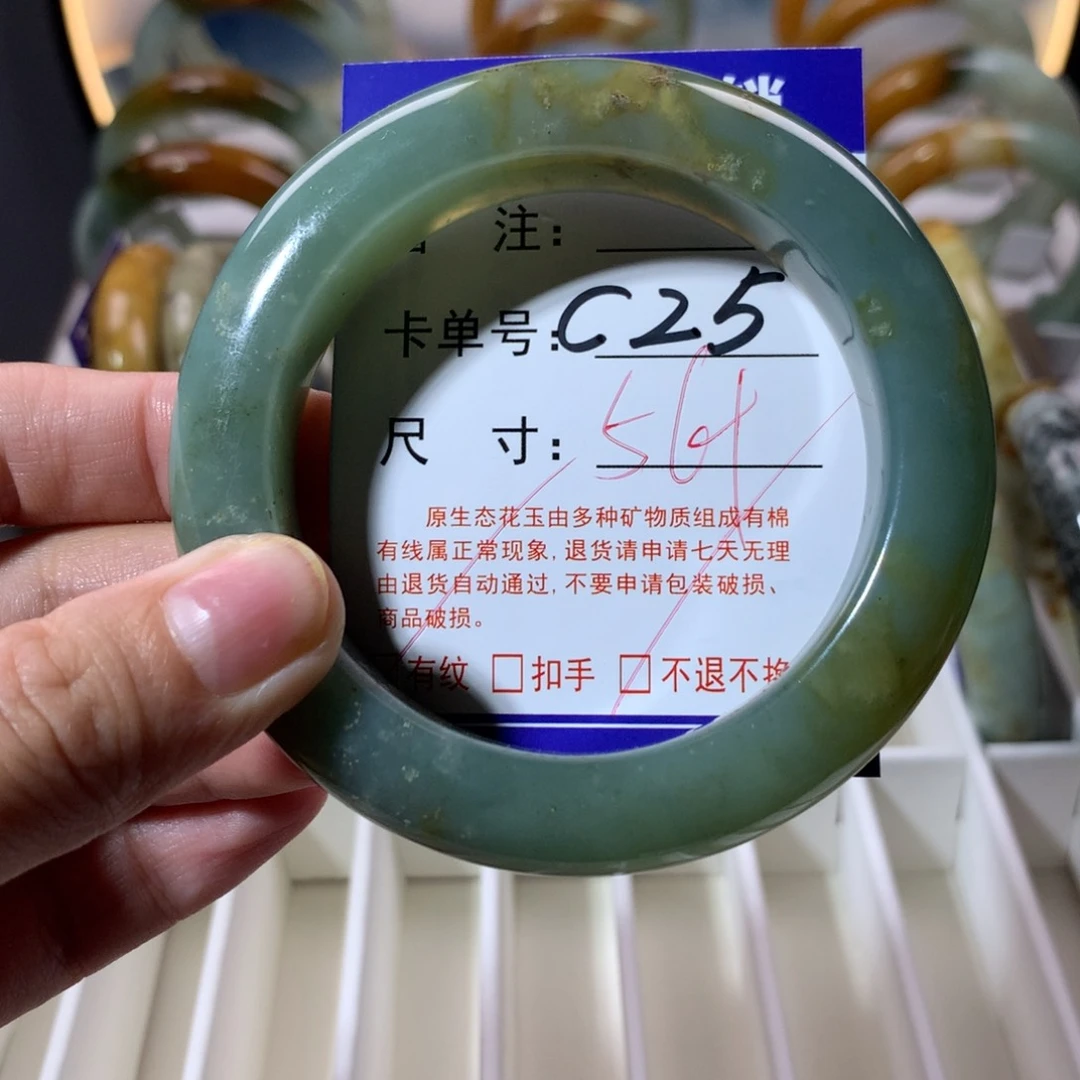 注：
卡单号：C25
尺 寸：
原生态花玉由多种矿物质组成有棉
有线属正常现象，退货请申请七天无理
由退货自动通过，不要申请包装破损、
商品破损。
有纹 □扣手 □不退不换